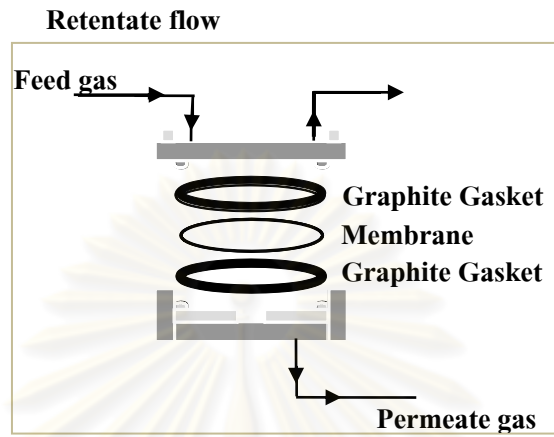 Retentate flow
Feed gas
Graphite Gasket
Membrane
Graphite Gasket
Permeate gas